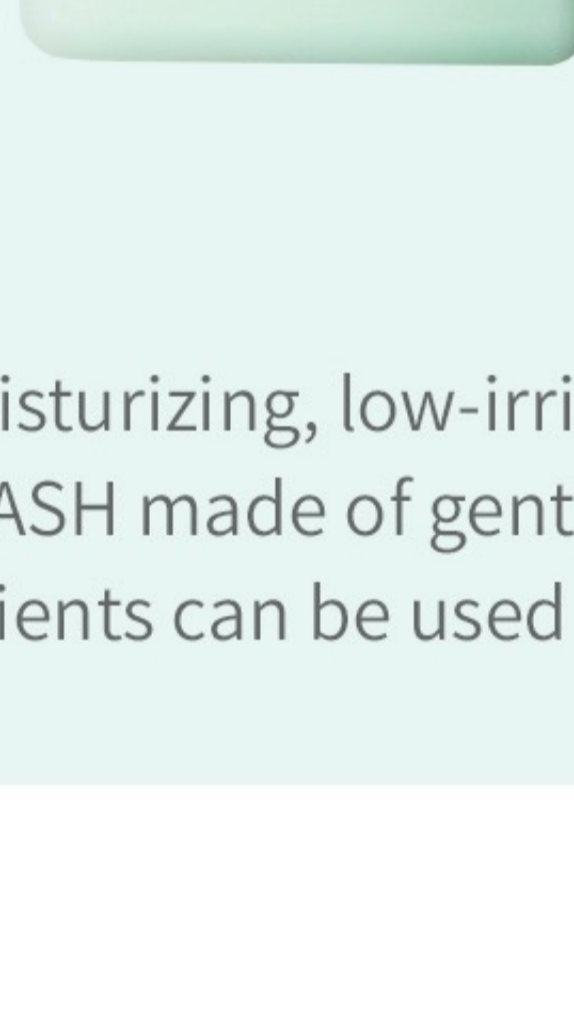 isturizing, low-irri
ASH made of gent
ients can be used